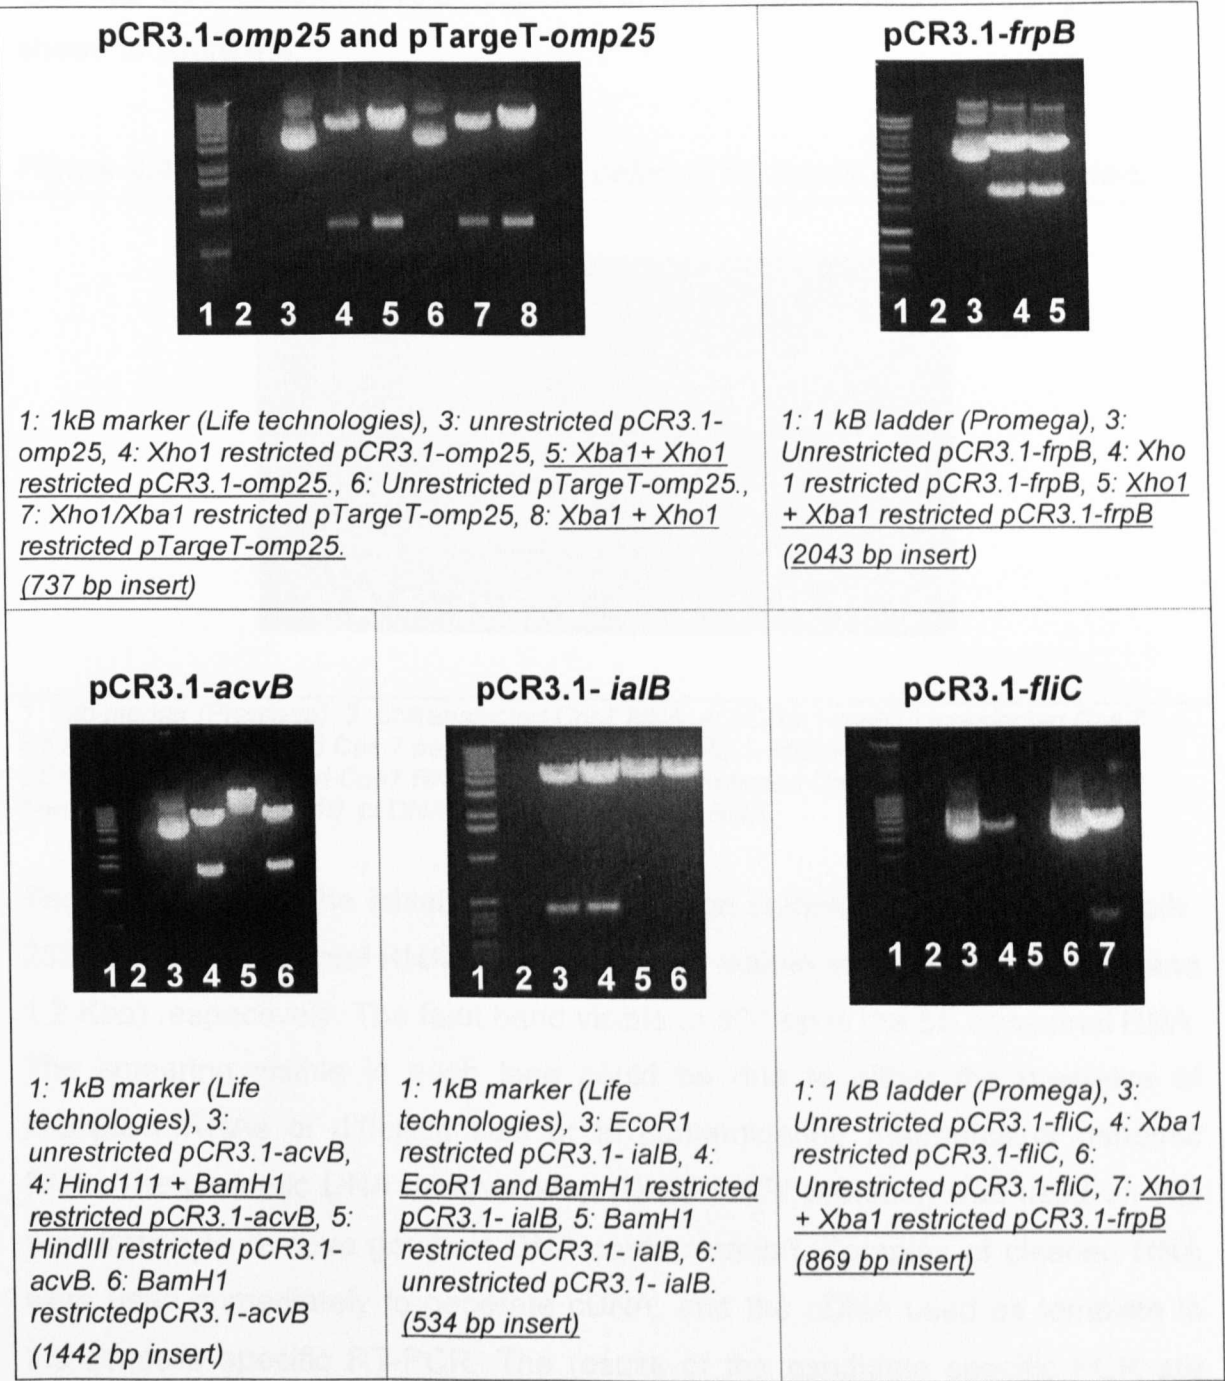 pCR3.1-omp25 and pTargeT-omp25
1 2 3 4 5 6 7 8
1: 1kB marker (Life technologies), 3: unrestricted pCR3.1-
omp25, 4: Xho1 restricted pCR3.1-omp25, 5: Xba1+ Xho1
restricted pCR3.1-omp25., 6: Unrestricted pTargeT-omp25.,
7: Xho1/Xba1 restricted pTargeT-omp25, 8: Xba1 + Xho1
restricted pTargeT-omp25.
(737 bp insert)
pCR3.1-frpB
1 2 3 4 5
1: 1 kB ladder (Promega), 3:
Unrestricted pCR3.1-frpB, 4: Xho
1 restricted pCR3.1-frpB, 5: Xho1
+ Xba1 restricted pCR3.1-frpB
(2043 bp insert)
pCR3.1-acvB
1 2 3 4 5 6
1: 1kB marker (Life
technologies), 3:
unrestricted pCR3.1-acvB,
4: Hind111 + BamH1
restricted pCR3.1-acvB, 5:
HindIII restricted pCR3.1-
acvB. 6: BamH1
restrictedpCR3.1-acvB
(1442 bp insert)
pCR3.1- ialB
1 2 3 4 5 6
1: 1kB marker (Life
technologies), 3: EcoR1
restricted pCR3.1- ialB, 4:
EcoR1 and BamH1 restricted
pCR3.1- ialB, 5: BamH1
restricted pCR3.1- ialB, 6:
unrestricted pCR3.1- ialB.
(534 bp insert)
pCR3.1-fliC
1 2 3 4 5 6 7
1: 1 kB ladder (Promega), 3:
Unrestricted pCR3.1-fliC, 4: Xba1
restricted pCR3.1-fliC, 6:
Unrestricted pCR3.1-fliC, 7: Xho1
+ Xba1 restricted pCR3.1-frpB
(869 bp insert)